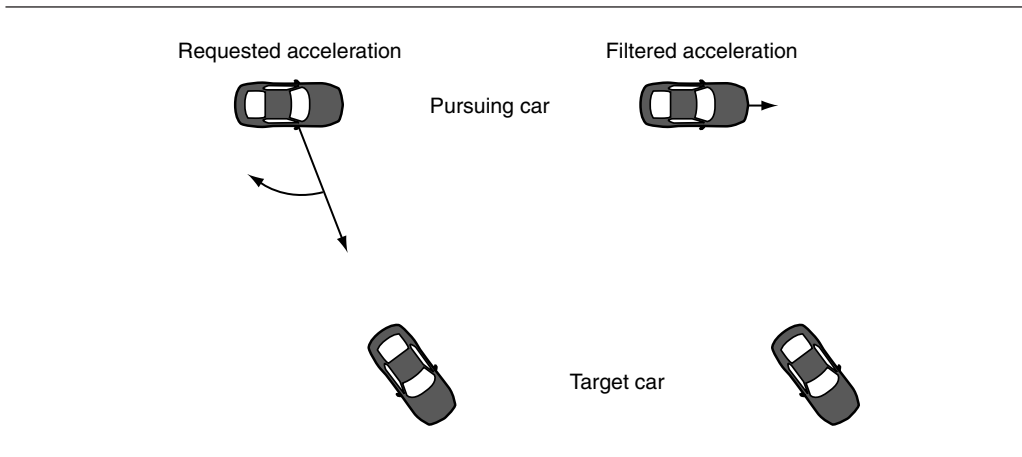 Requested acceleration
Filtered acceleration
Pursuing car
Target car